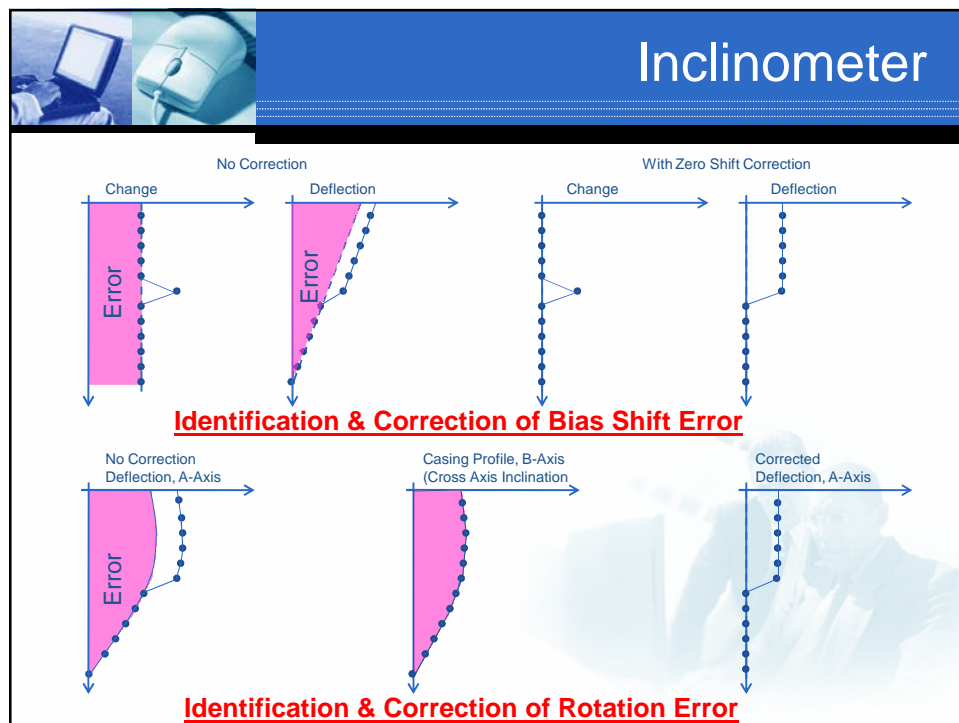 Inclinometer
No Correction
With Zero Shift Correction
Change
Deflection
Change
Deflection
Error
Error
Identification & Correction of Bias Shift Error
No Correction
Deflection, A-Axis
Casing Profile, B-Axis
(Cross Axis Inclination
Corrected
Deflection, A-Axis
Error
Identification & Correction of Rotation Error